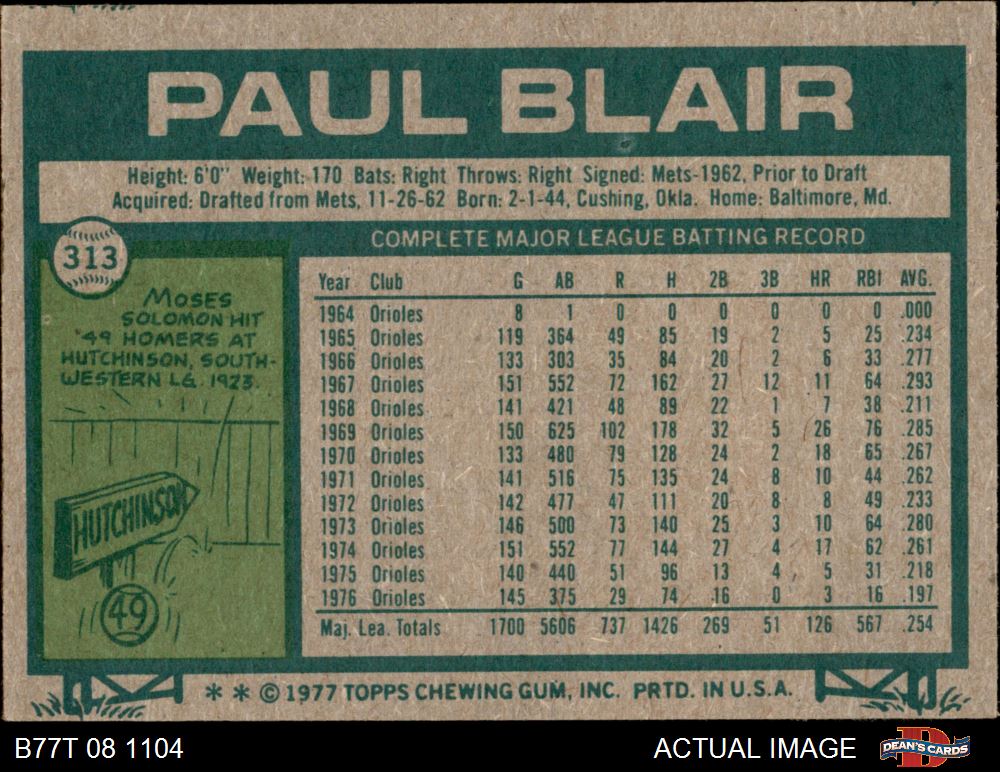 PAUL BLAIR
Height: 6'0" Weight: 170 Bats: Right Throws: Right Signed: Mets-1962, Prior to Draft
Acquired: Drafted from Mets, 11-26-62 Born: 2-1-44, Cushing, Okla. Home: Baltimore, Md.
313
MOSES
SOLOMON HIT
49 HOMERS AT
HUTCHINSON, SOUTH-
WESTERN LG. 1923.
HUTCHINSON
49
COMPLETE MAJOR LEAGUE BATTING RECORD
Year Club G AB R H 2B 3B HR RBI AVG.
1964 Orioles 8 1 0 0 0 0 0 0 .000
1965 Orioles 119 364 49 85 19 2 5 25 .234
1966 Orioles 133 303 35 84 20 2 6 33 .277
1967 Orioles 151 552 72 162 27 12 11 64 .293
1968 Orioles 141 421 48 89 22 1 7 38 .211
1969 Orioles 150 625 102 178 32 5 26 76 .285
1970 Orioles 133 480 79 128 24 2 18 65 .267
1971 Orioles 141 516 75 135 24 8 10 44 .262
1972 Orioles 142 477 47 111 20 8 8 49 .233
1973 Orioles 146 500 73 140 25 3 10 64 .280
1974 Orioles 151 552 77 144 27 4 17 62 .261
1975 Orioles 140 440 51 96 13 4 5 31 .218
1976 Orioles 145 375 29 74 16 0 3 16 .197
Maj. Lea. Totals 1700 5606 737 1426 269 51 126 567 .254
* * © 1977 TOPPS CHEWING GUM, INC. PRTD. IN U.S.A.
B77T 08 1104
ACTUAL IMAGE
DEAN'S CARDS